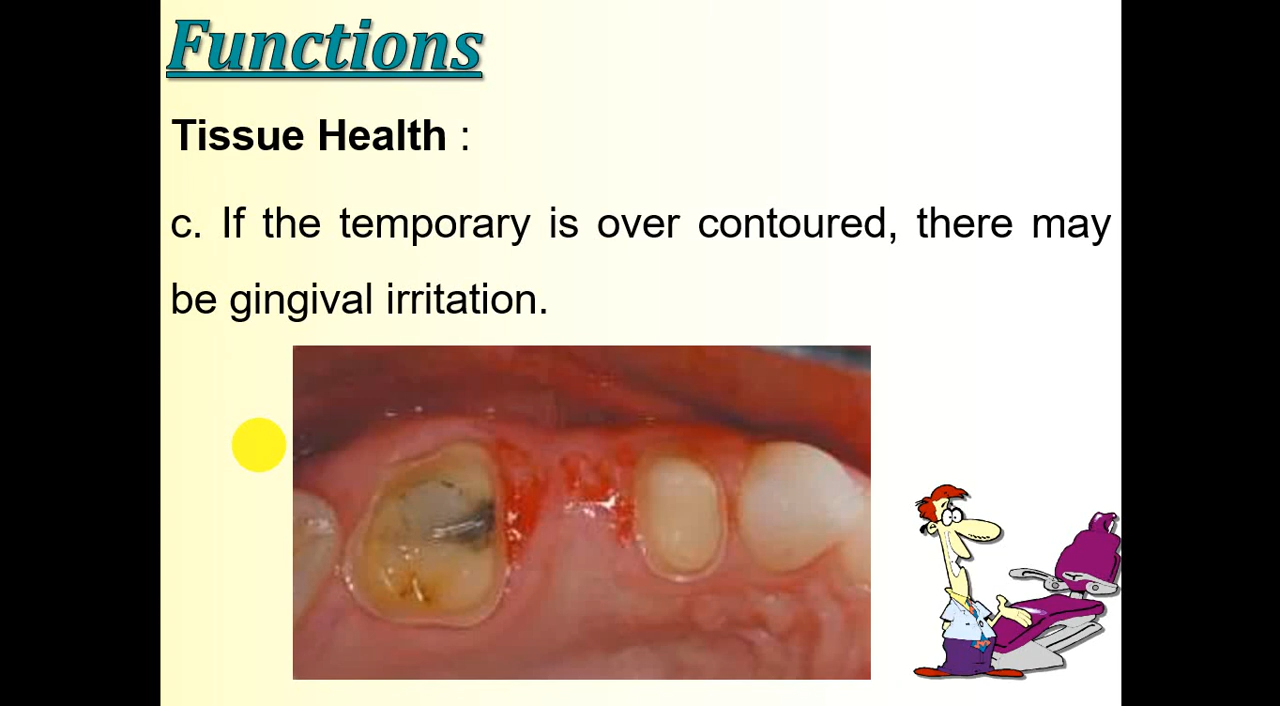 Functions
Tissue Health :
c. If the temporary is over contoured, there may
be gingival irritation.